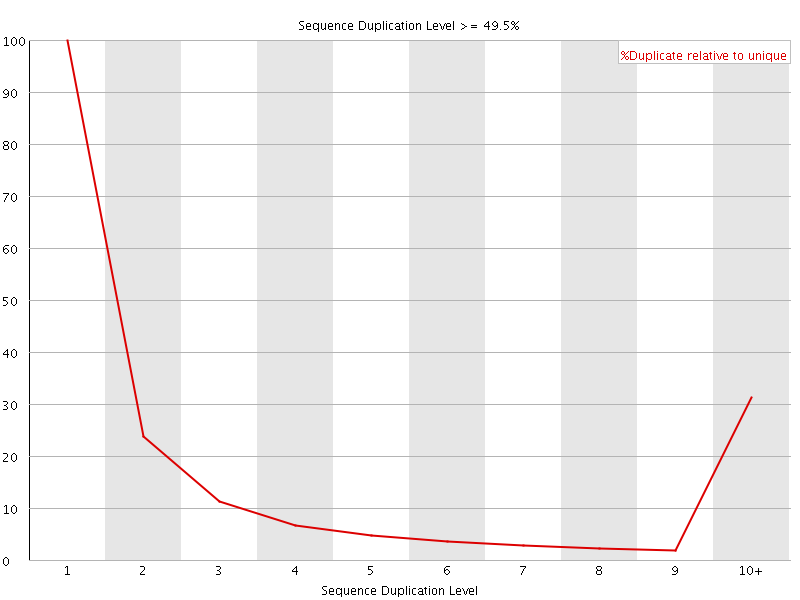 Sequence Duplication Level >= 49.5%
%Duplicate relative to unique
100
90
80
70
60
50
40
30
20
10
0
1 2 3 4 5 6 7 8 9 10+
Sequence Duplication Level